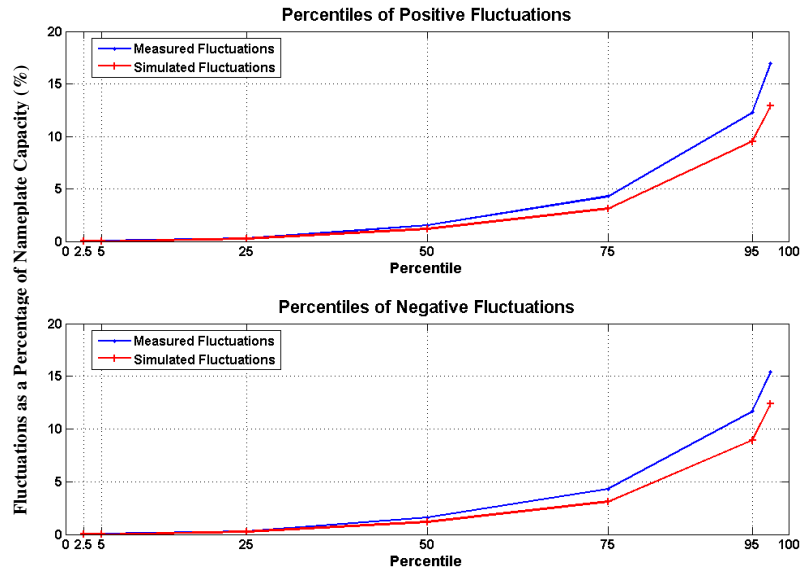 Percentiles of Positive Fluctuations
20
15
10
5
0
Measured Fluctuations
Simulated Fluctuations
0 2.5 5 25 50 75 95 100
Percentile
Fluctuations as a Percentage of Nameplate Capacity (%)
Percentiles of Negative Fluctuations
20
15
10
5
0
Measured Fluctuations
Simulated Fluctuations
0 2.5 5 25 50 75 95 100
Percentile